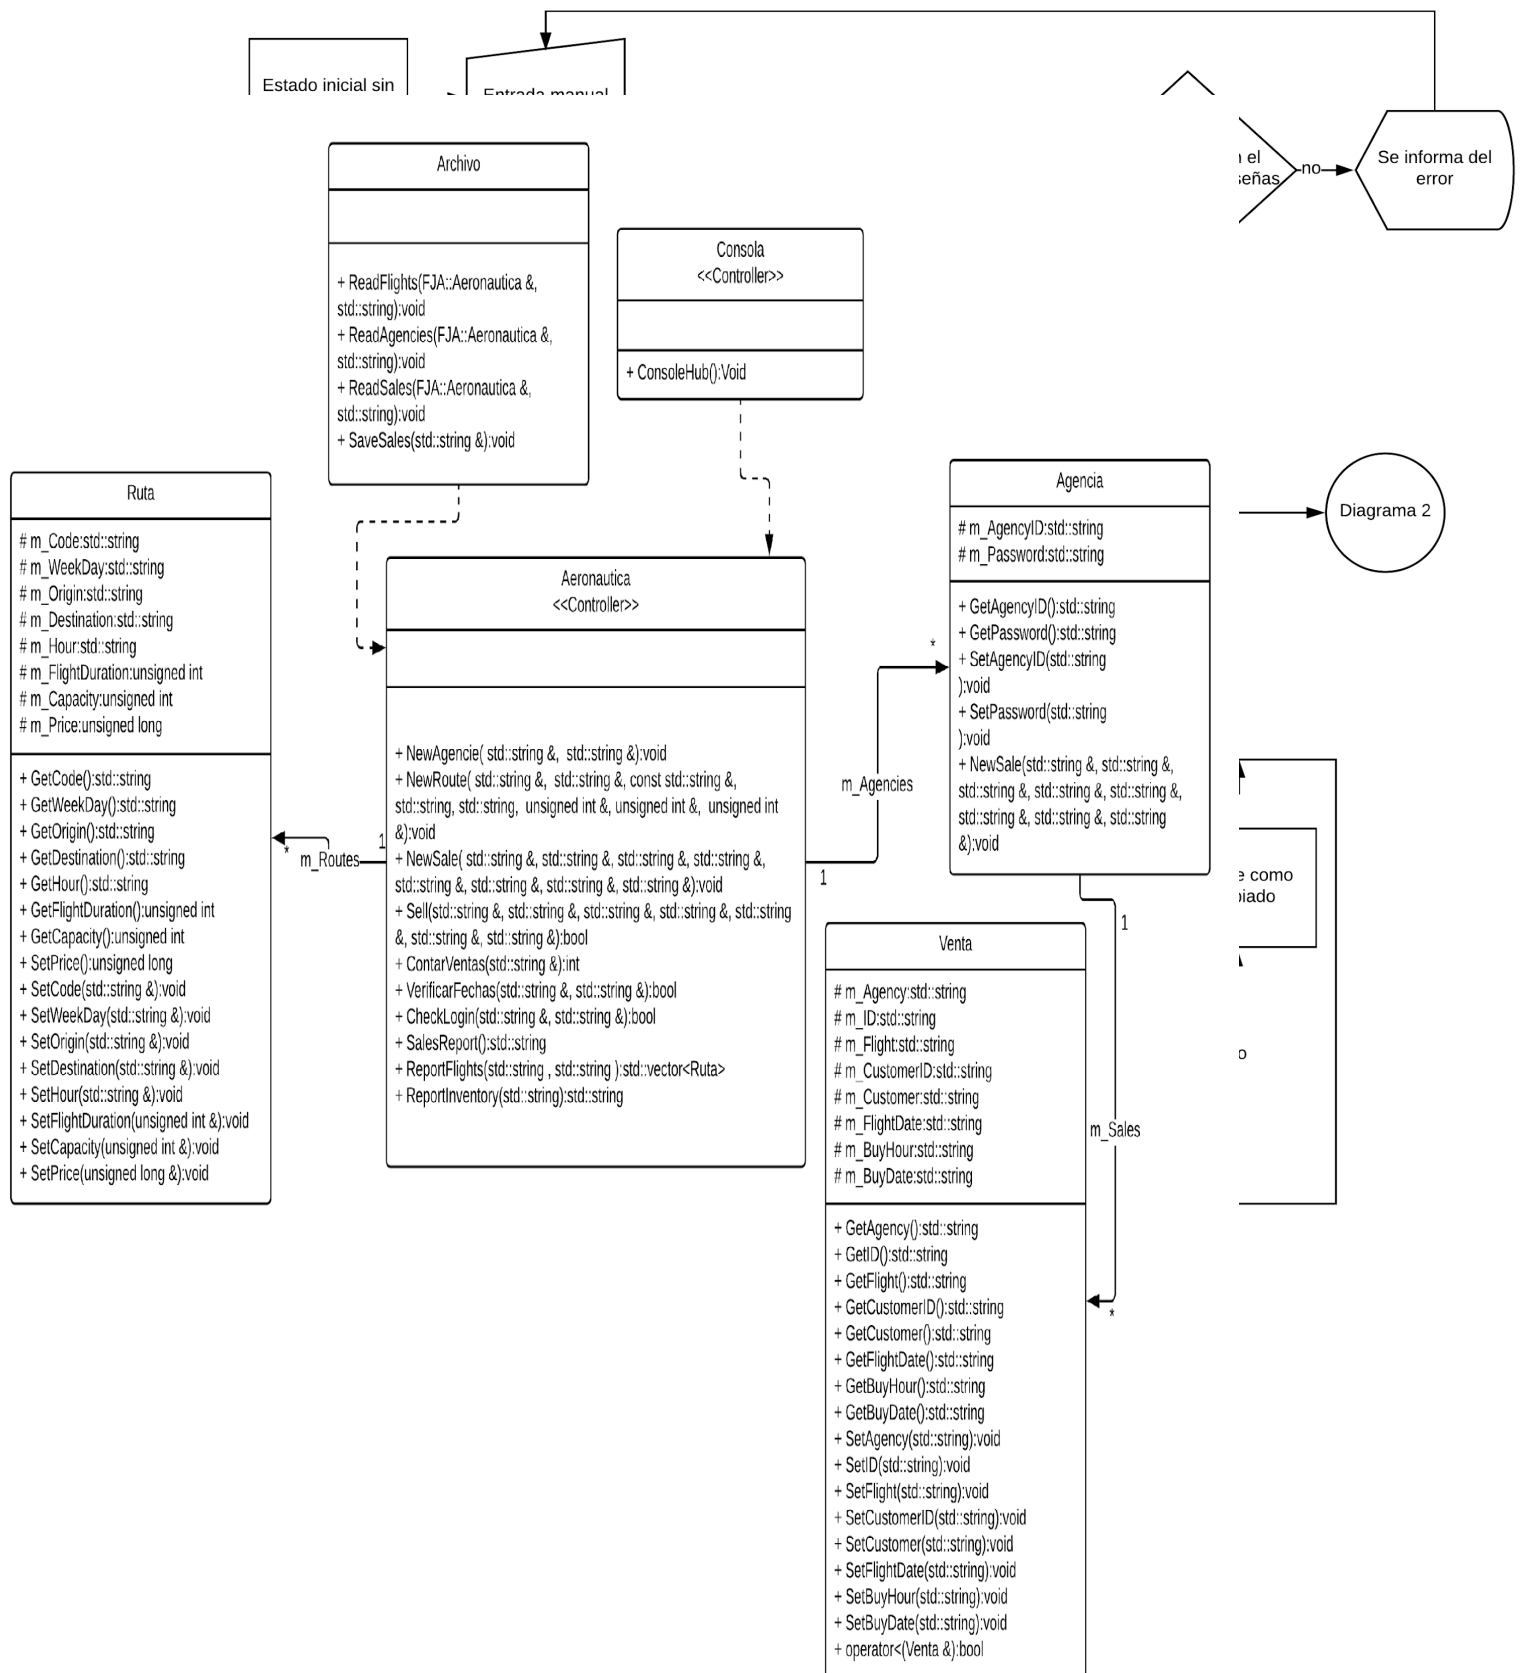 Estado inicial sin
Entrada manual
n el
señas
no
Se informa del
error
Archivo
+ ReadFlights(FJA::Aeronautica &,
std::string):void
+ ReadAgencies(FJA::Aeronautica &,
std::string):void
+ ReadSales(FJA::Aeronautica &,
std::string):void
+ SaveSales(std::string &):void
Consola
<<Controller>>
+ ConsoleHub():Void
Ruta
# m_Code:std::string
# m_WeekDay:std::string
# m_Origin:std::string
# m_Destination:std::string
# m_Hour:std::string
# m_FlightDuration:unsigned int
# m_Capacity:unsigned int
# m_Price:unsigned long
+ GetCode():std::string
+ GetWeekDay():std::string
+ GetOrigin():std::string
+ GetDestination():std::string
+ GetHour():std::string
+ GetFlightDuration():unsigned int
+ GetCapacity():unsigned int
+ SetPrice():unsigned long
+ SetCode(std::string &):void
+ SetWeekDay(std::string &):void
+ SetOrigin(std::string &):void
+ SetDestination(std::string &):void
+ SetHour(std::string &):void
+ SetFlightDuration(unsigned int &):void
+ SetCapacity(unsigned int &):void
+ SetPrice(unsigned long &):void
* m_Routes 1
Aeronautica
<<Controller>>
+ NewAgencie( std::string &,  std::string &):void
+ NewRoute( std::string &,  std::string &, const std::string &,
std::string, std::string,  unsigned int &, unsigned int &,  unsigned int
&):void
+ NewSale( std::string &, std::string &, std::string &, std::string &,
std::string &, std::string &, std::string &, std::string &):void
+ Sell(std::string &, std::string &, std::string &, std::string &, std::string
&, std::string &, std::string &):bool
+ ContarVentas(std::string &):int
+ VerificarFechas(std::string &, std::string &):bool
+ CheckLogin(std::string &, std::string &):bool
+ SalesReport():std::string
+ ReportFlights(std::string , std::string ):std::vector<Ruta>
+ ReportInventory(std::string):std::string
*
m_Agencies
1
Agencia
# m_AgencyID:std::string
# m_Password:std::string
+ GetAgencyID():std::string
+ GetPassword():std::string
+ SetAgencyID(std::string
):void
+ SetPassword(std::string
):void
+ NewSale(std::string &, std::string &,
std::string &, std::string &, std::string &,
std::string &, std::string &, std::string
&):void
1
m_Sales
*
Venta
# m_Agency:std::string
# m_ID:std::string
# m_Flight:std::string
# m_CustomerID:std::string
# m_Customer:std::string
# m_FlightDate:std::string
# m_BuyHour:std::string
# m_BuyDate:std::string
+ GetAgency():std::string
+ GetID():std::string
+ GetFlight():std::string
+ GetCustomerID():std::string
+ GetCustomer():std::string
+ GetFlightDate():std::string
+ GetBuyHour():std::string
+ GetBuyDate():std::string
+ SetAgency(std::string):void
+ SetID(std::string):void
+ SetFlight(std::string):void
+ SetCustomerID(std::string):void
+ SetCustomer(std::string):void
+ SetFlightDate(std::string):void
+ SetBuyHour(std::string):void
+ SetBuyDate(std::string):void
+ operator<(Venta &):bool
Diagrama 2
e como
piado
o